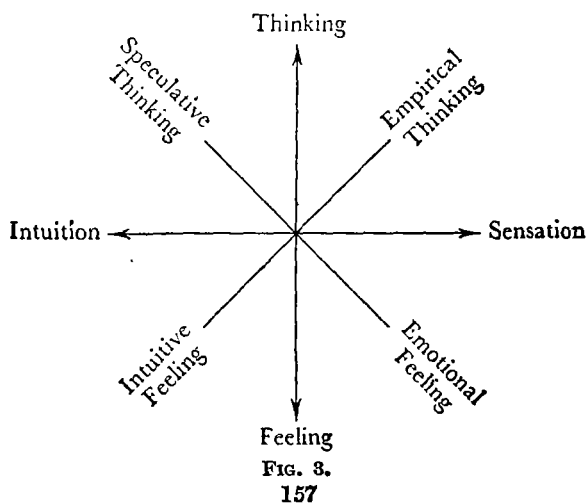 Thinking
Speculative
Thinking
Empirical
Thinking
Intuition
Sensation
Intuitive
Feeling
Emotional
Feeling
Feeling
FIG. 3.
157